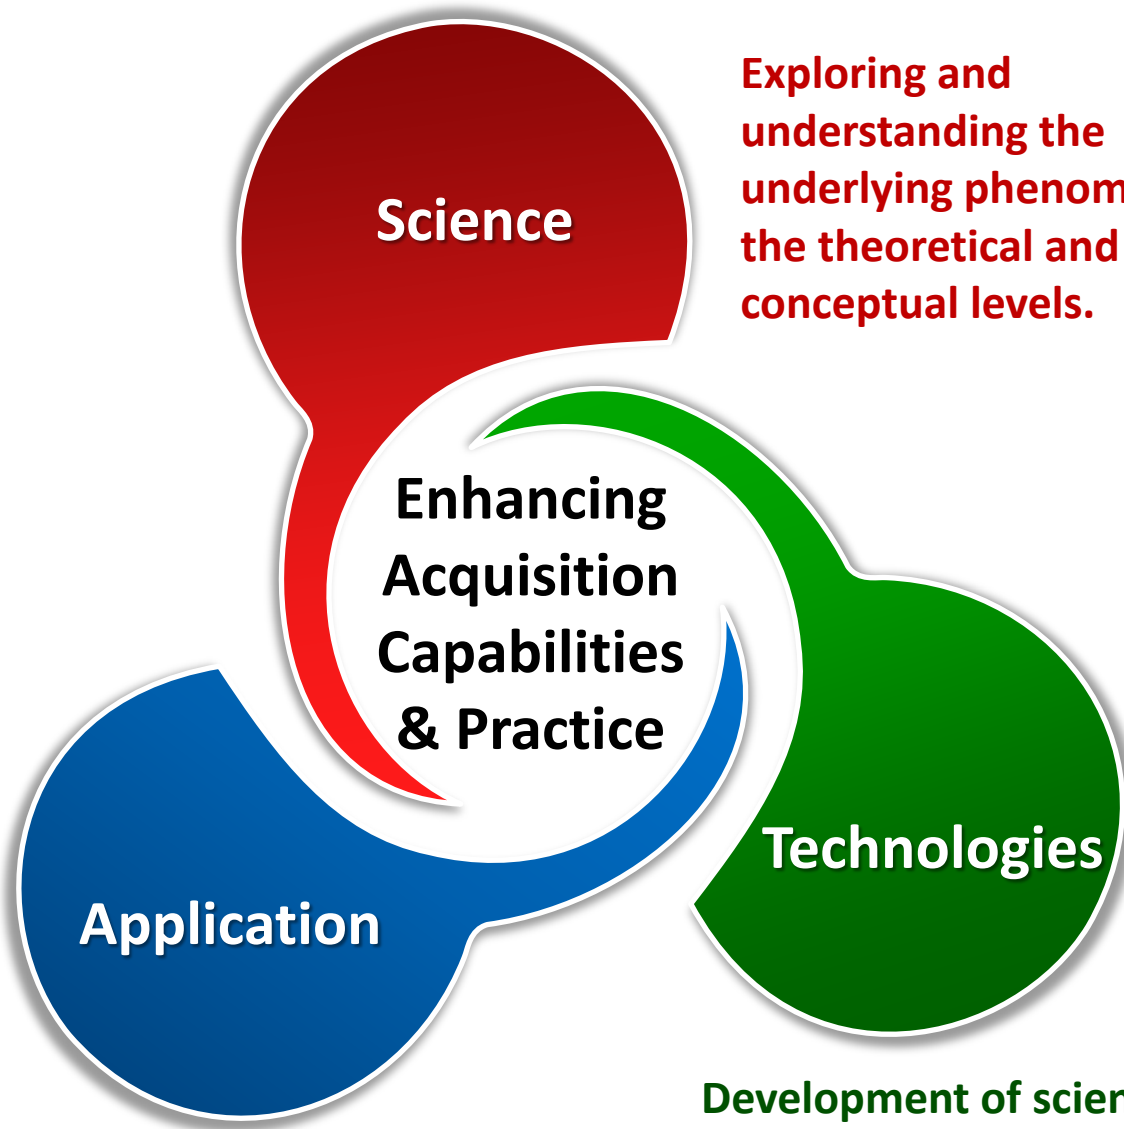 Exploring and
understanding the
underlying phenom
the theoretical and
conceptual levels.
Science
Enhancing
Acquisition
Capabilities
& Practice
Technologies
Application
Development of scien